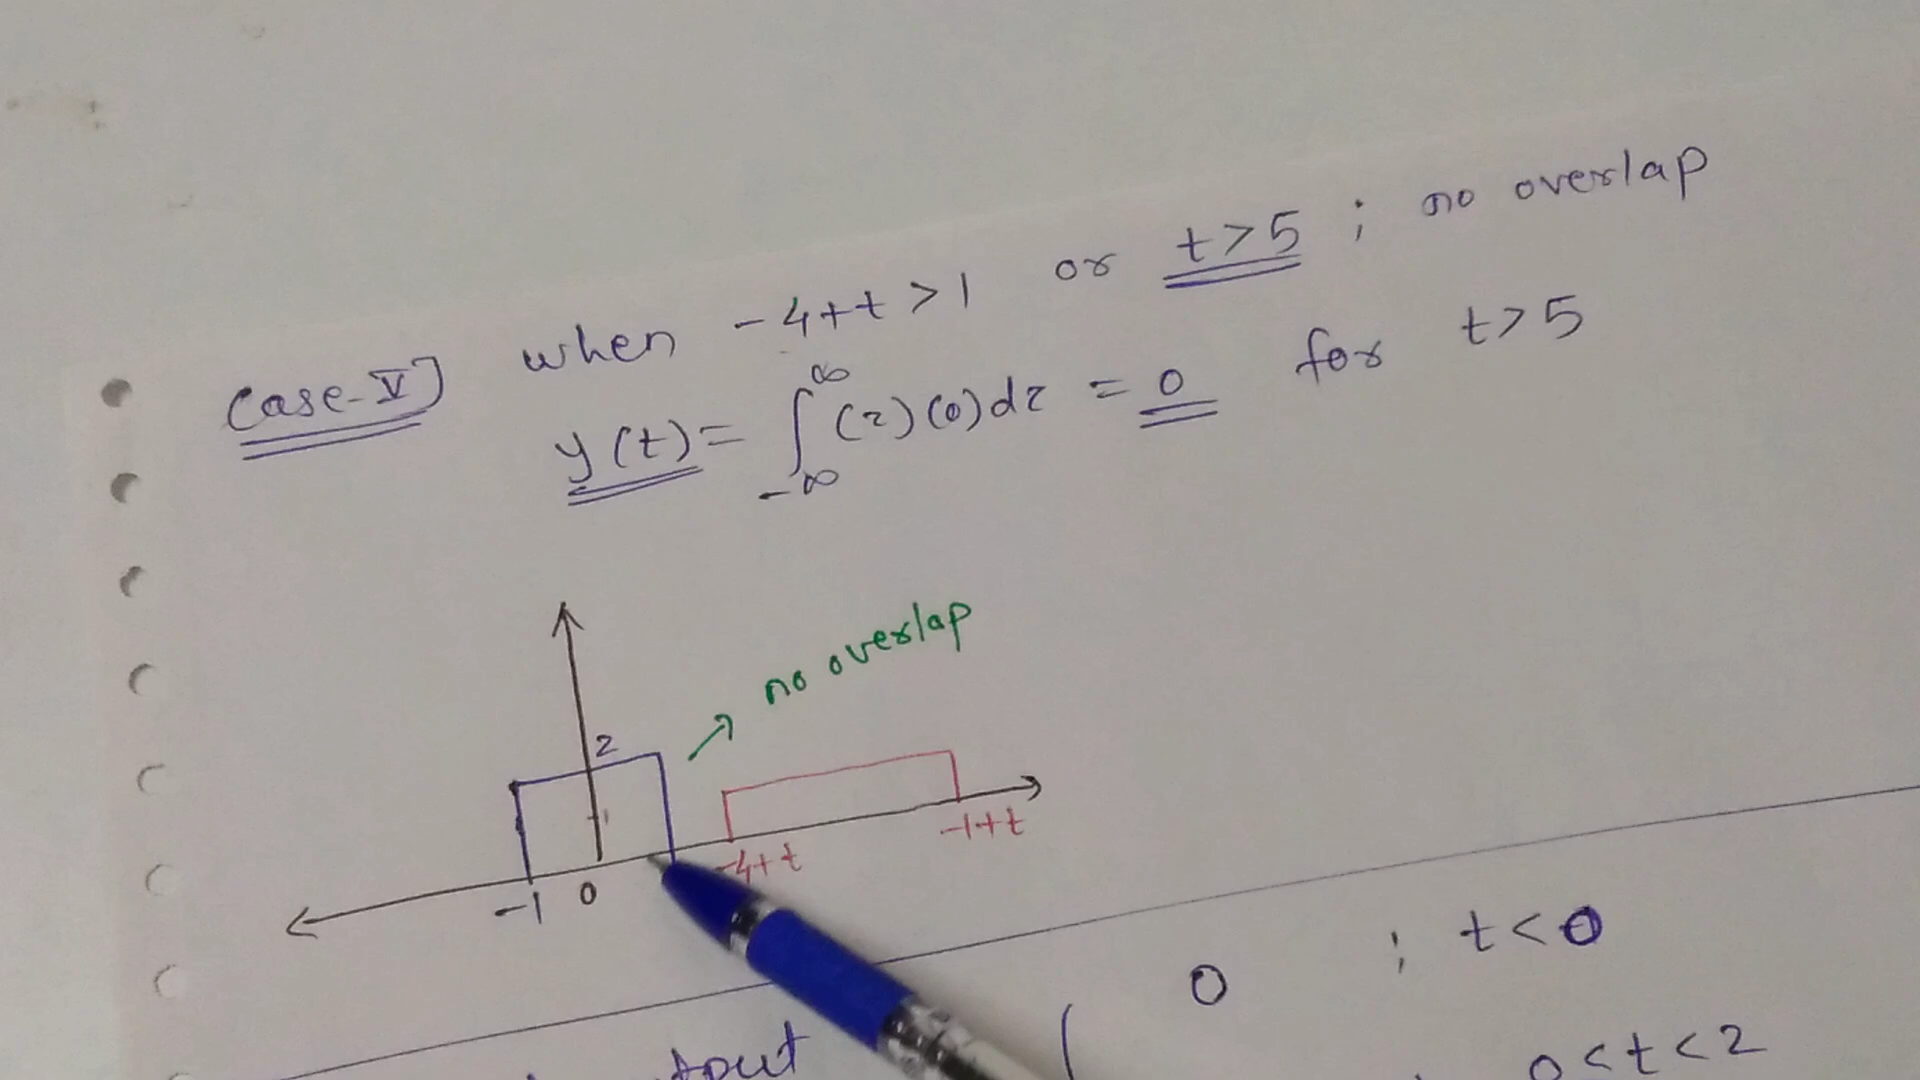 Case-V] when -4+t > 1 or t > 5 ; no overlap
y(t) = ∫_{-∞}^{∞} (2)(0)dτ = 0 for t > 5
no overlap
2
1
-1 0 -4+t -1+t
0 ; t < 0
0 < t < 2